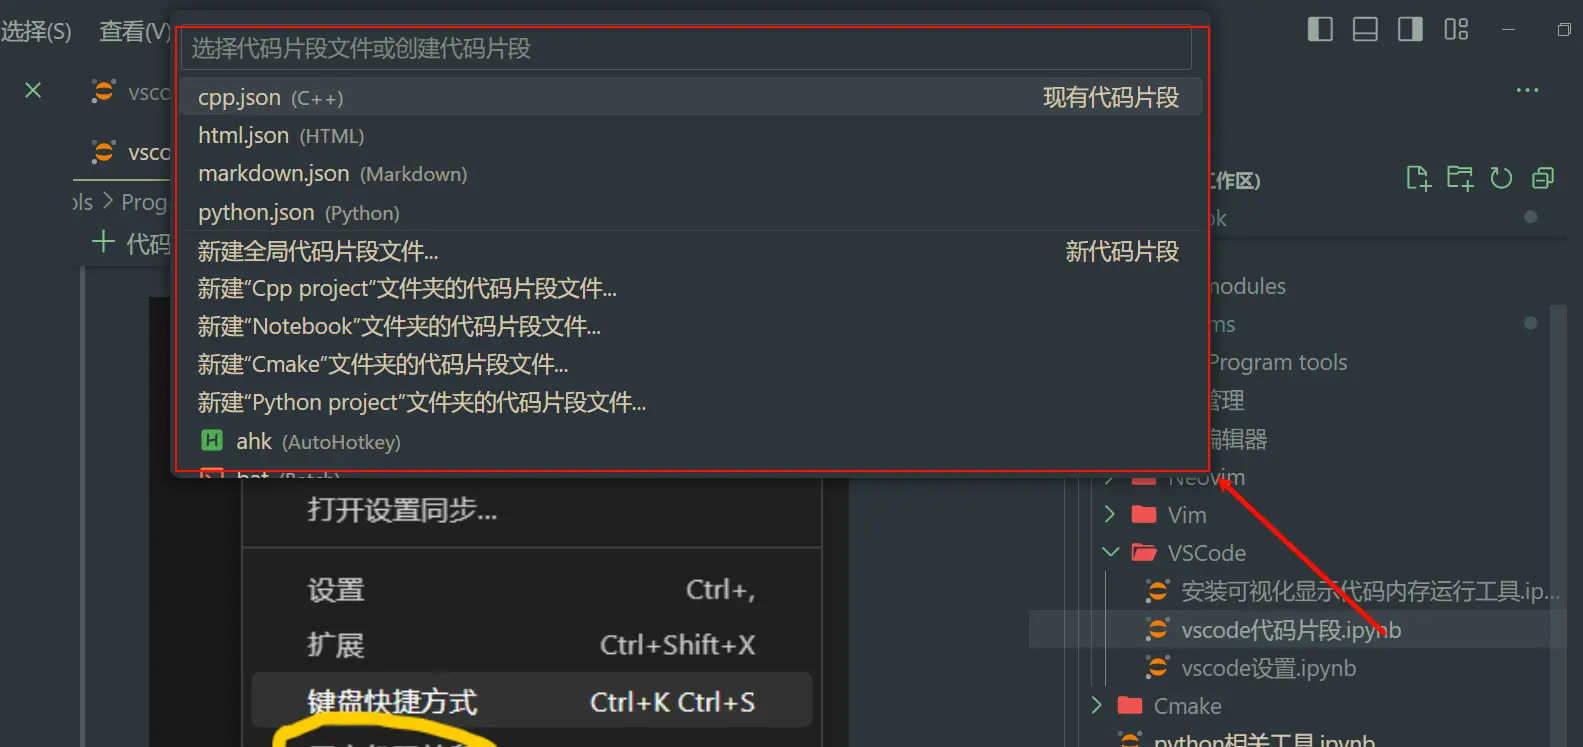 选择(S) 查看(V)
选择代码片段文件或创建代码片段
cpp.json (C++) 现有代码片段
html.json (HTML)
markdown.json (Markdown)
python.json (Python)
新建全局代码片段文件... 新代码片段
新建“Cpp project”文件夹的代码片段文件...
新建“Notebook”文件夹的代码片段文件...
新建“Cmake”文件夹的代码片段文件...
新建“Python project”文件夹的代码片段文件...
ahk (AutoHotkey)
vsco
vsco
ols > Prog
代码
打开设置同步...
设置 Ctrl+,
扩展 Ctrl+Shift+X
键盘快捷方式 Ctrl+K Ctrl+S
工作区)
ok
modules
ms
Program tools
管理
编辑器
Neovim
Vim
VSCode
安装可视化显示代码内存运行工具.ip...
vscode代码片段.ipynb
vscode设置.ipynb
Cmake
python相关工具.ipynb